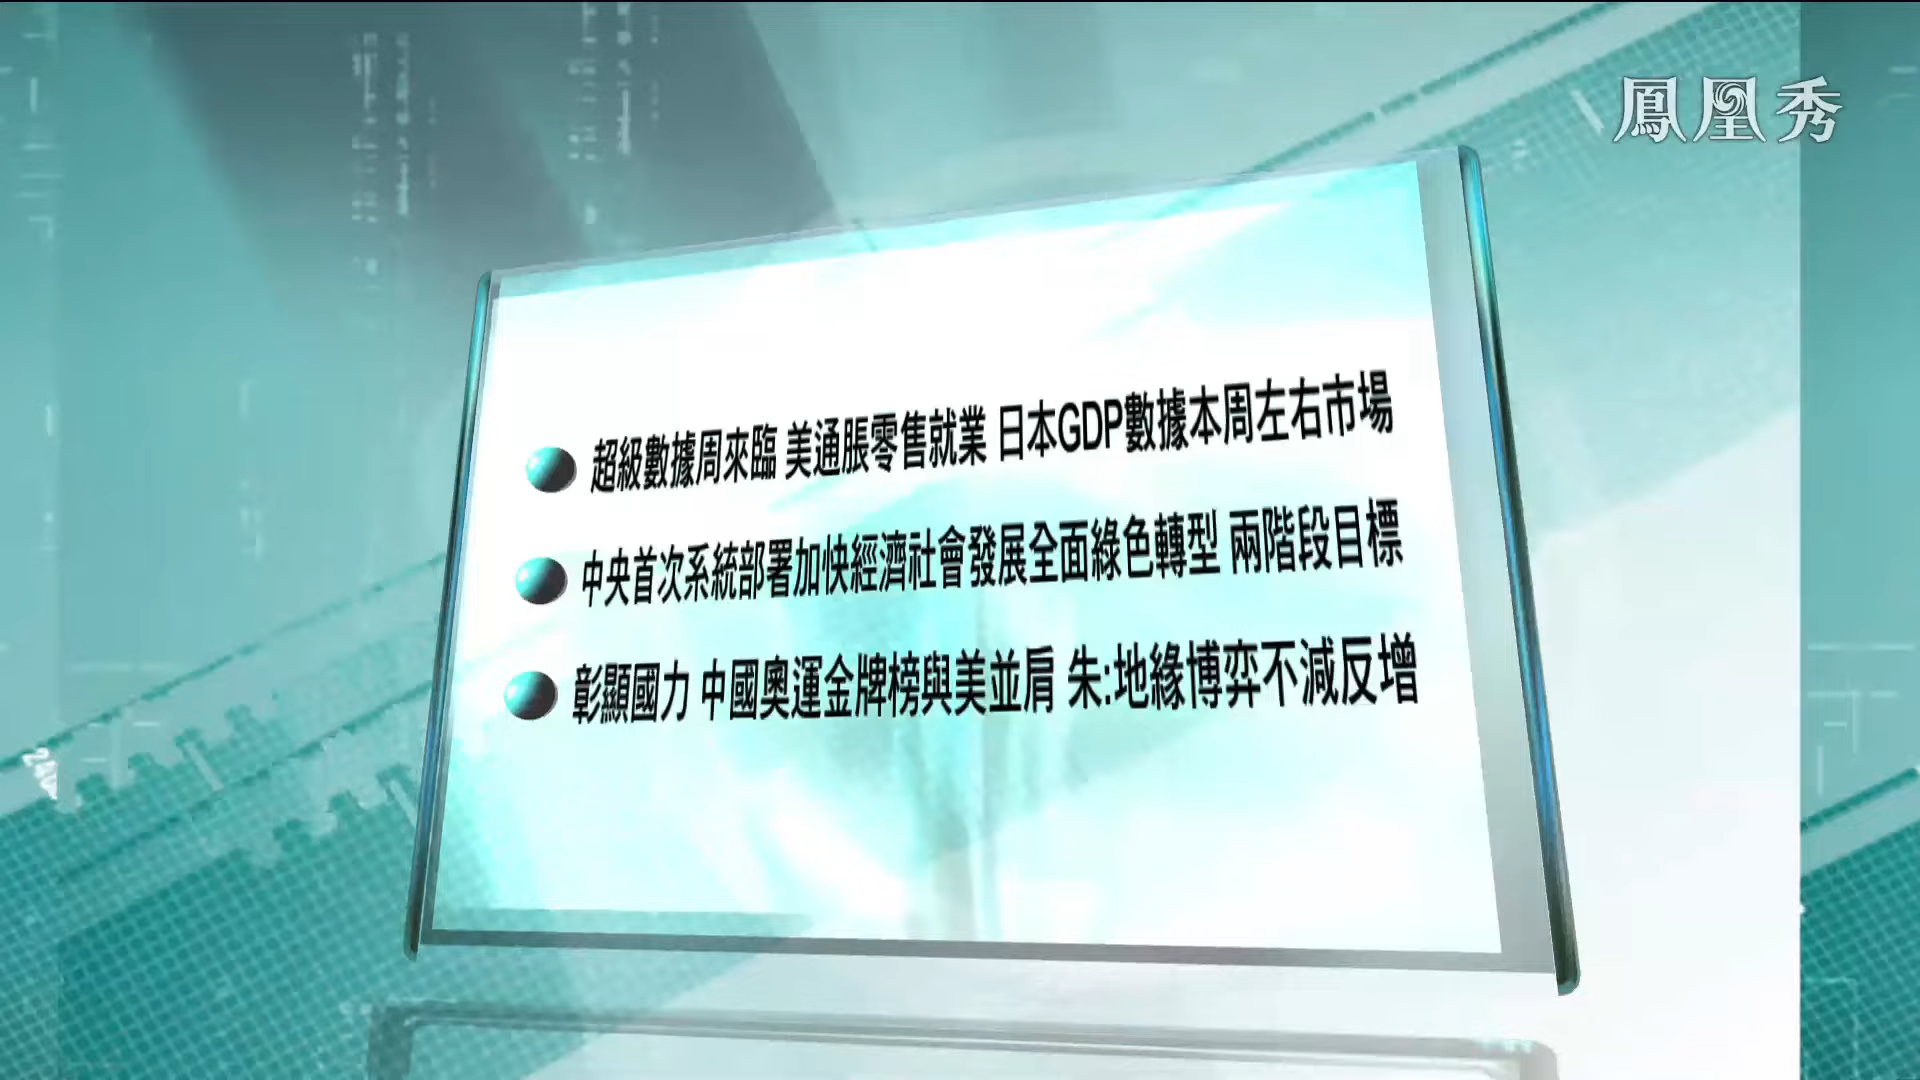 鳳凰秀
超級數據周來臨 美通脹零售就業 日本GDP數據本周左右市場
中央首次系統部署加快經濟社會發展全面綠色轉型 兩階段目標
彰顯國力 中國奧運金牌榜與美並肩 朱:地緣博弈不減反增